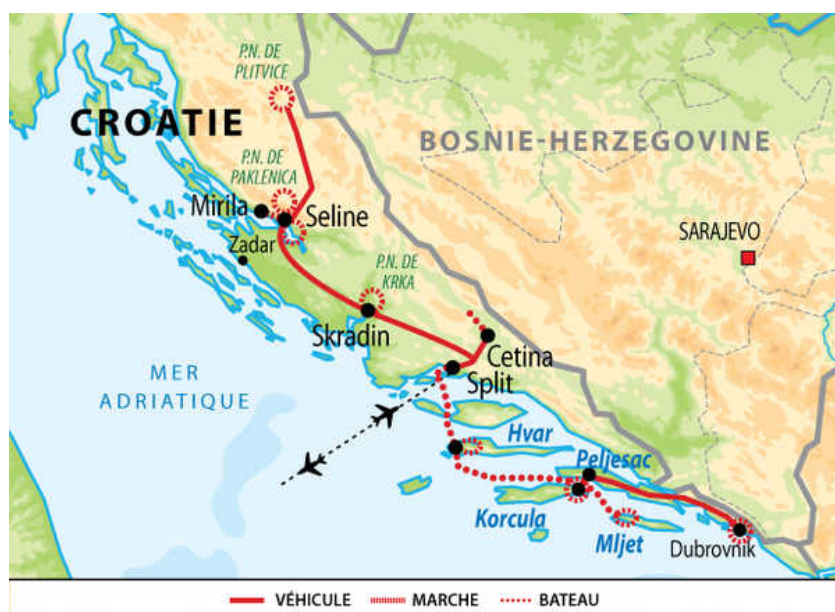 P.N. DE
PLITVICE
CROATIE
BOSNIE-HERZEGOVINE
P.N. DE
PAKLENICA
Mirila
Seline
Zadar
SARAJEVO
P.N. DE
KRKA
Skradin
Cetina
Split
MER
ADRIATIQUE
Hvar
Peljesac
Korcula
Mljet
Dubrovnik
VÉHICULE
MARCHE
BATEAU